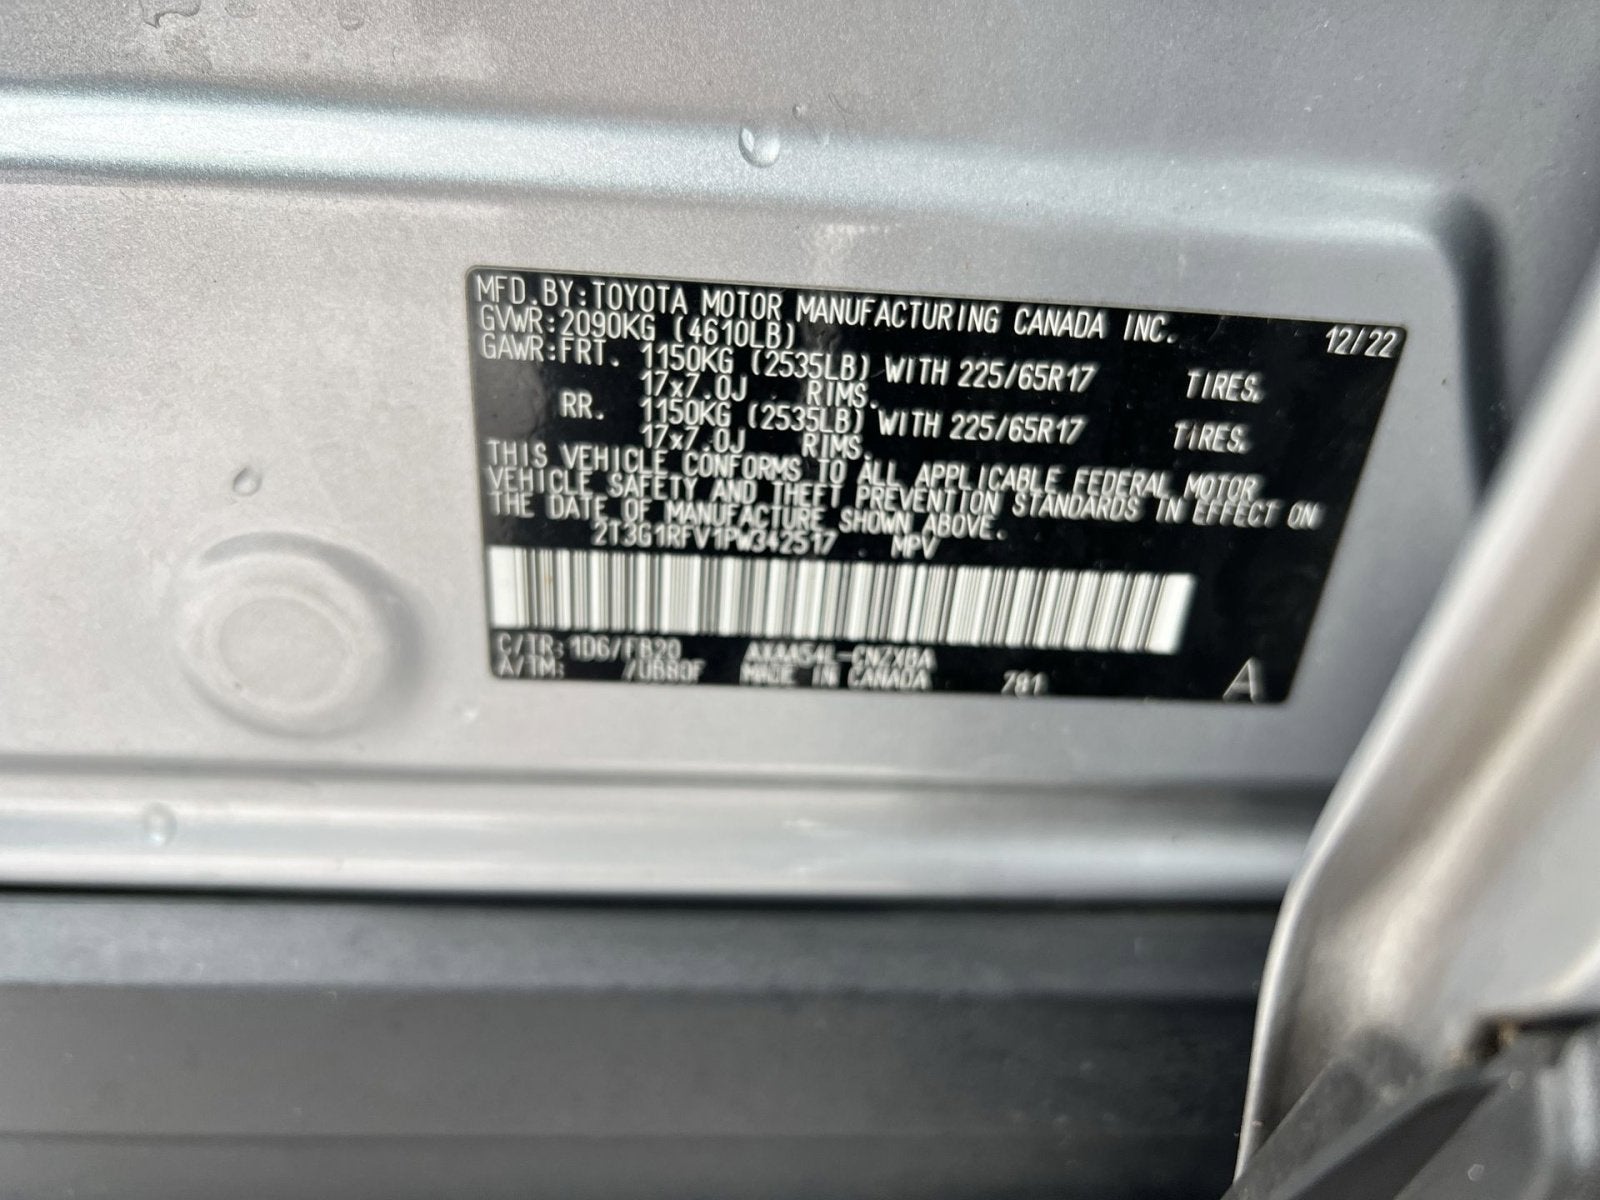 MFD.BY:TOYOTA MOTOR MANUFACTURING CANADA INC. 12/22
GVWR:2090KG (4610LB)
GAWR:FRT. 1150KG (2535LB) WITH 225/65R17 TIRES,
17x7.0J RIMS.
RR. 1150KG (2535LB) WITH 225/65R17 TIRES,
17x7.0J RIMS.
THIS VEHICLE CONFORMS TO ALL APPLICABLE FEDERAL MOTOR
VEHICLE SAFETY AND THEFT PREVENTION STANDARDS IN EFFECT ON
THE DATE OF MANUFACTURE SHOWN ABOVE.
2T3G1RFV1PW342517 MPV
C/TR:1D6/FB20
A/TM: MADE IN CANADA A